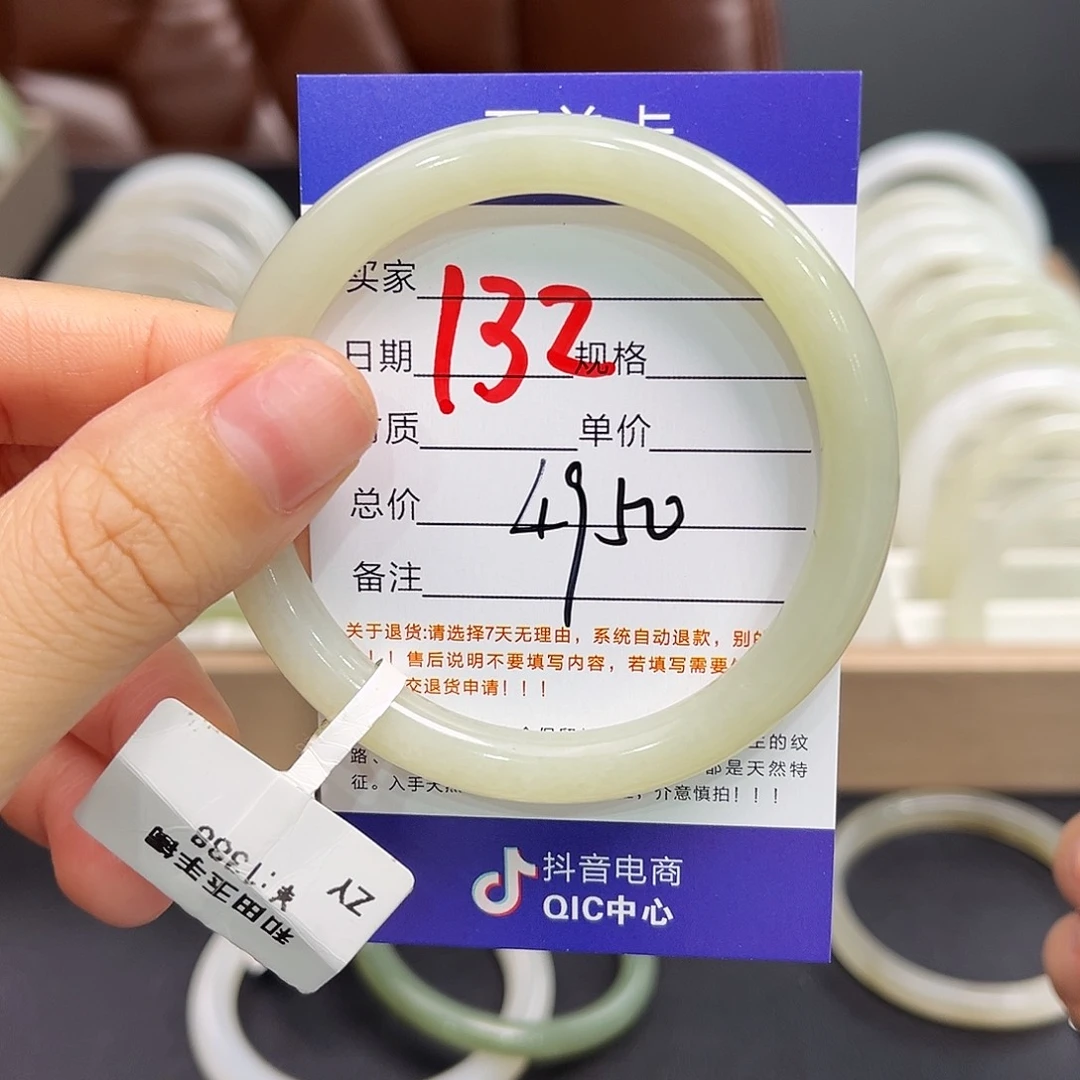 买家
132
日期 规格
质 单价
总价 4950
备注
关于退货:请选择7天无理由，系统自动退款，别
！！售后说明不要填写内容，若填写需要
交退货申请！！！
的纹
路、 都是天然特
征。入手天 介意慎拍！！！
抖音电商
QIC中心
ZY
¥:1388
和田玉手镯